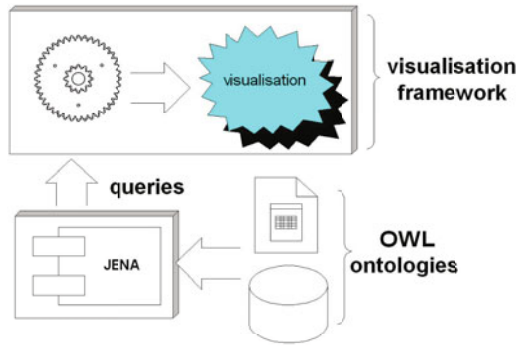 visualisation
visualisation
framework
queries
JENA
OWL
ontologies